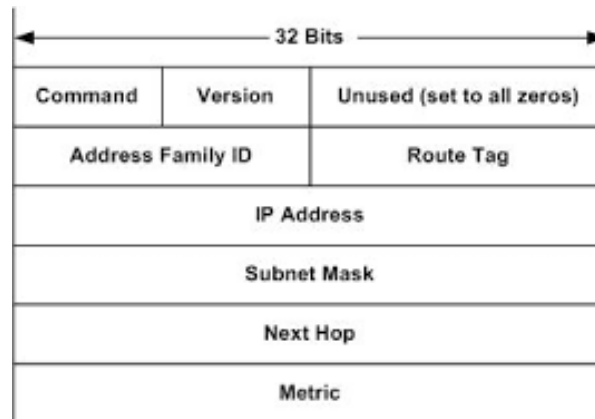 32 Bits
Command Version Unused (set to all zeros)
Address Family ID Route Tag
IP Address
Subnet Mask
Next Hop
Metric